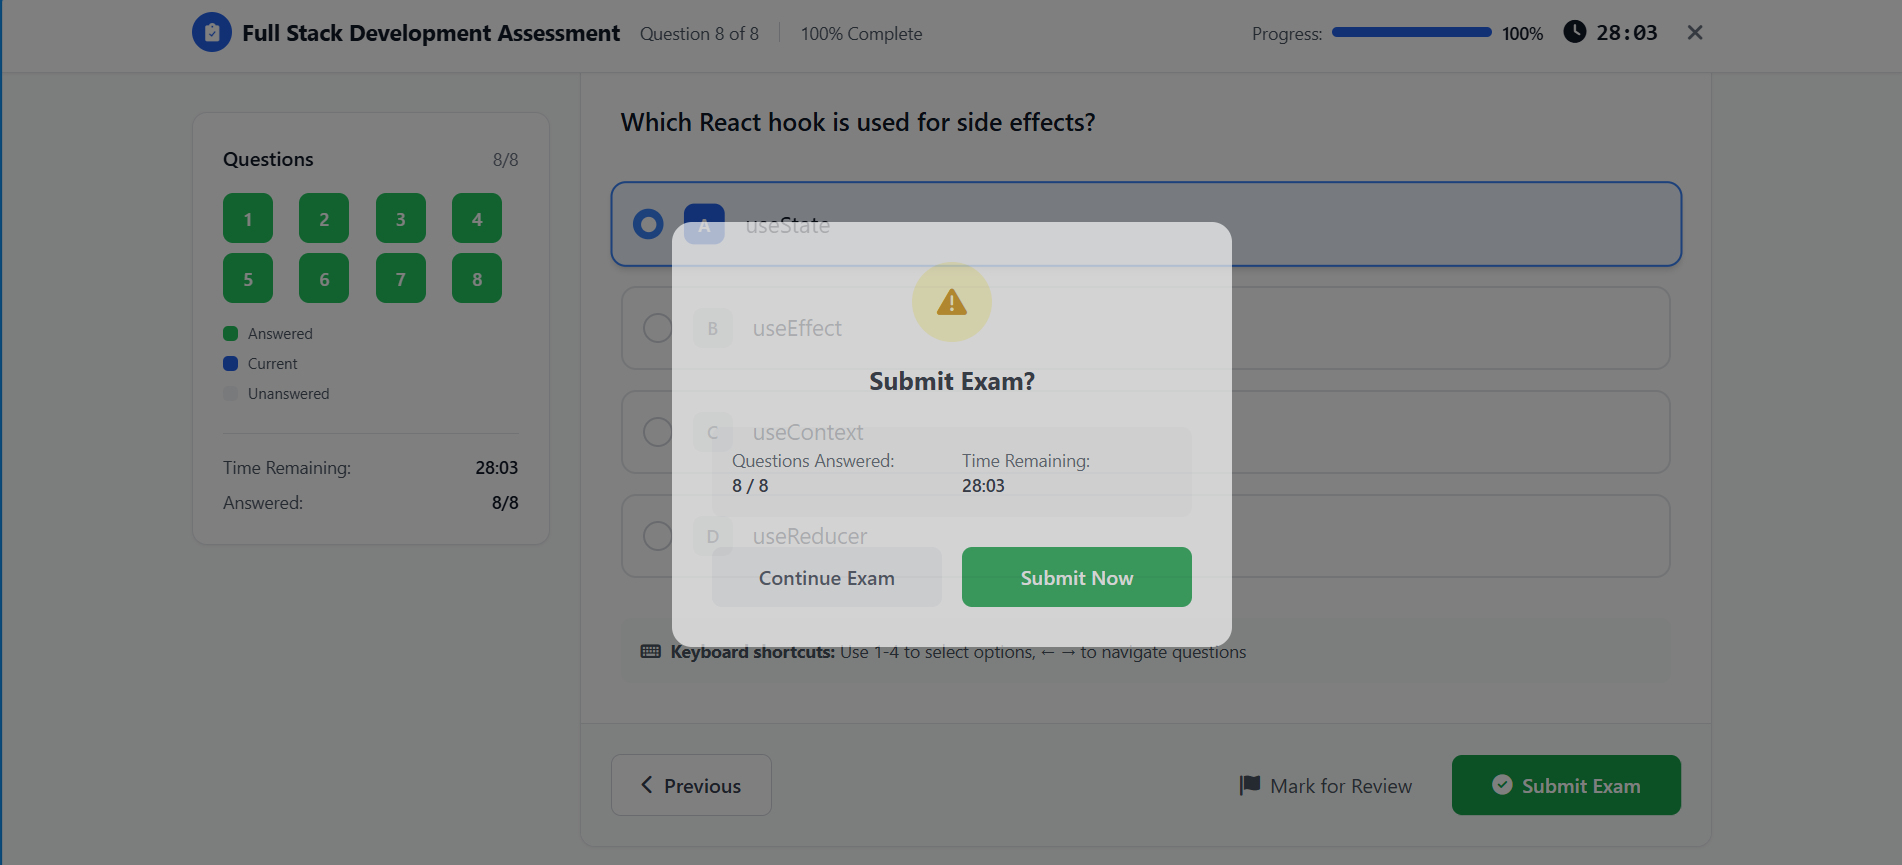 Full Stack Development Assessment Question 8 of 8 100% Complete Progress: 100% 28:03
Questions 8/8
1 2 3 4
5 6 7 8
Answered
Current
Unanswered
Time Remaining: 28:03
Answered: 8/8
Which React hook is used for side effects?
A useState
B useEffect
C useContext
D useReducer
Submit Exam?
Questions Answered: Time Remaining:
8 / 8 28:03
Continue Exam Submit Now
Keyboard shortcuts: Use 1-4 to select options, ← → to navigate questions
Previous Mark for Review Submit Exam